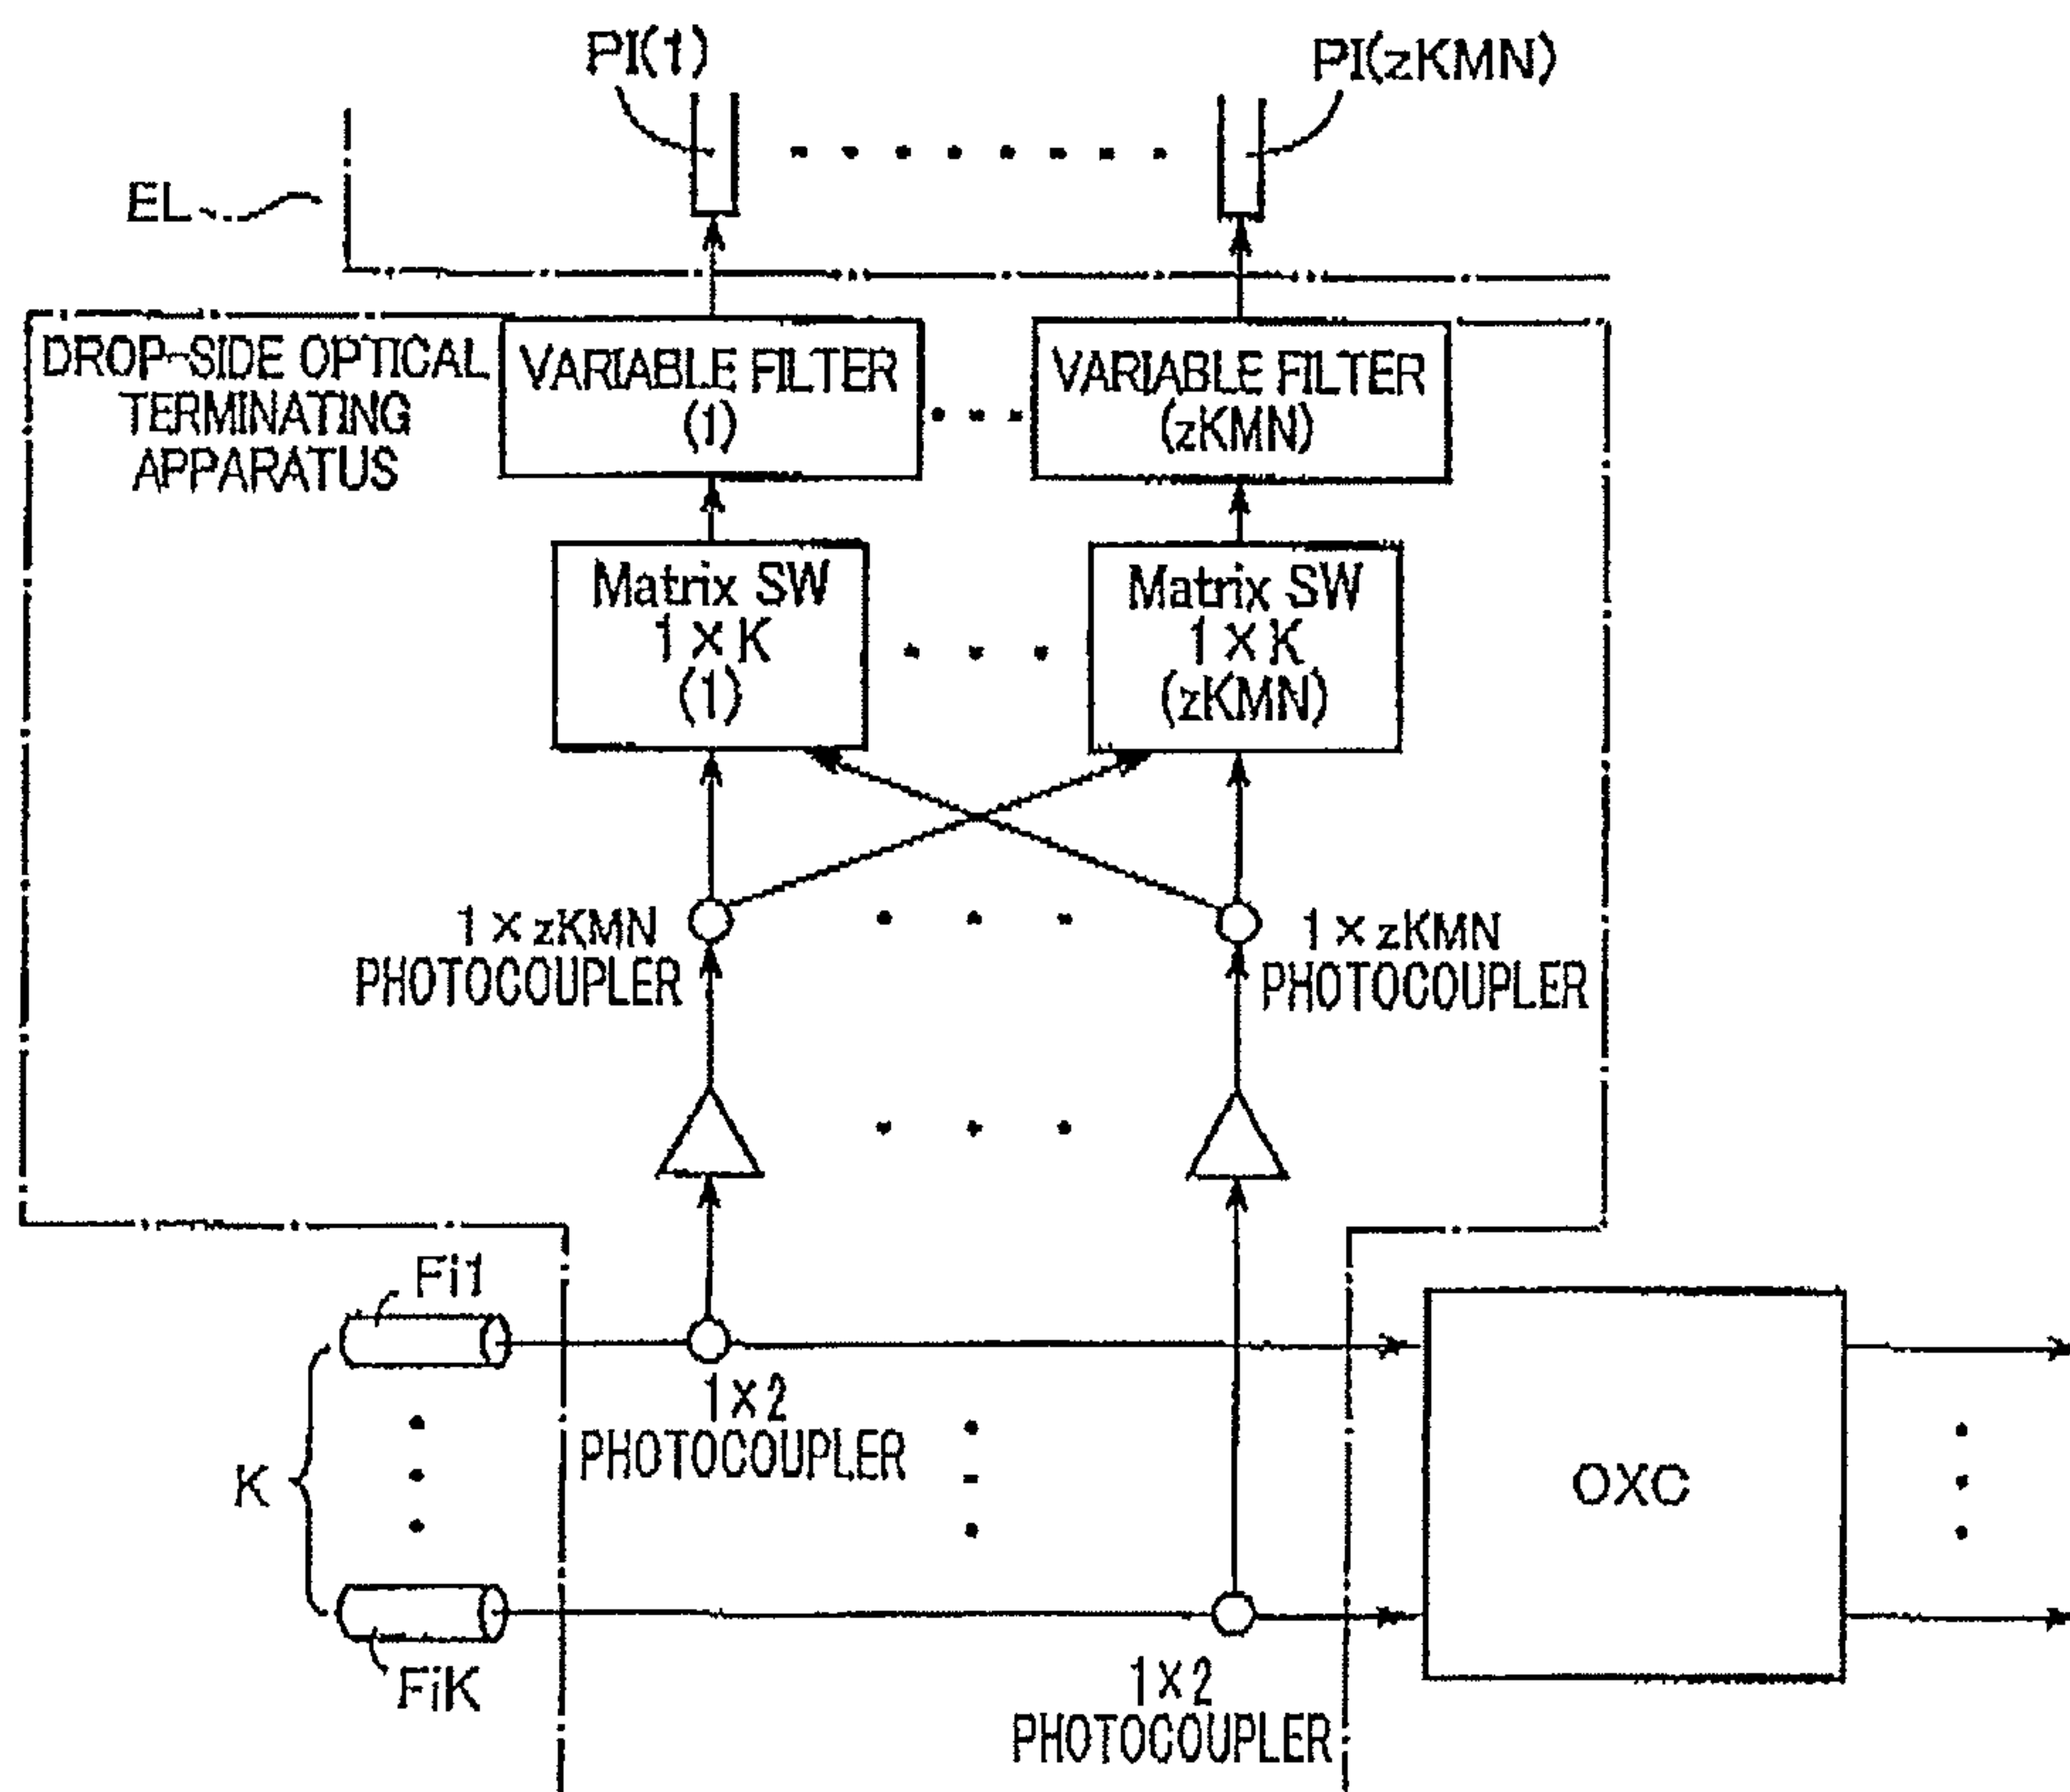 PI(1)
PI(zKMN)
EL
DROP-SIDE OPTICAL
TERMINATING
APPARATUS
VARIABLE FILTER
(1)
VARIABLE FILTER
(zKMN)
Matrix SW
1×K
(1)
Matrix SW
1×K
(zKMN)
1×zKMN
PHOTOCOUPLER
1×zKMN
PHOTOCOUPLER
Fi1
1×2
PHOTOCOUPLER
K
OXC
FiK
1×2
PHOTOCOUPLER